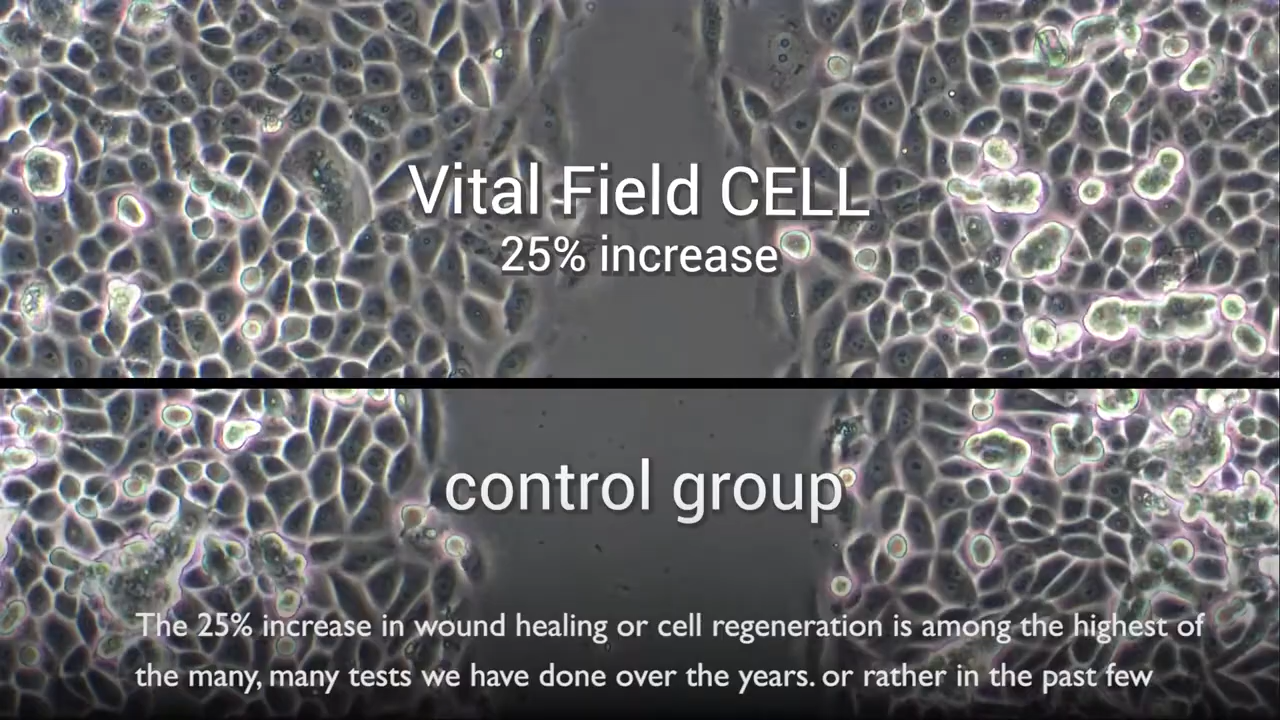 Vital Field CELL
25% increase
control group
The 25% increase in wound healing or cell regeneration is among the highest of
the many, many tests we have done over the years. or rather in the past few